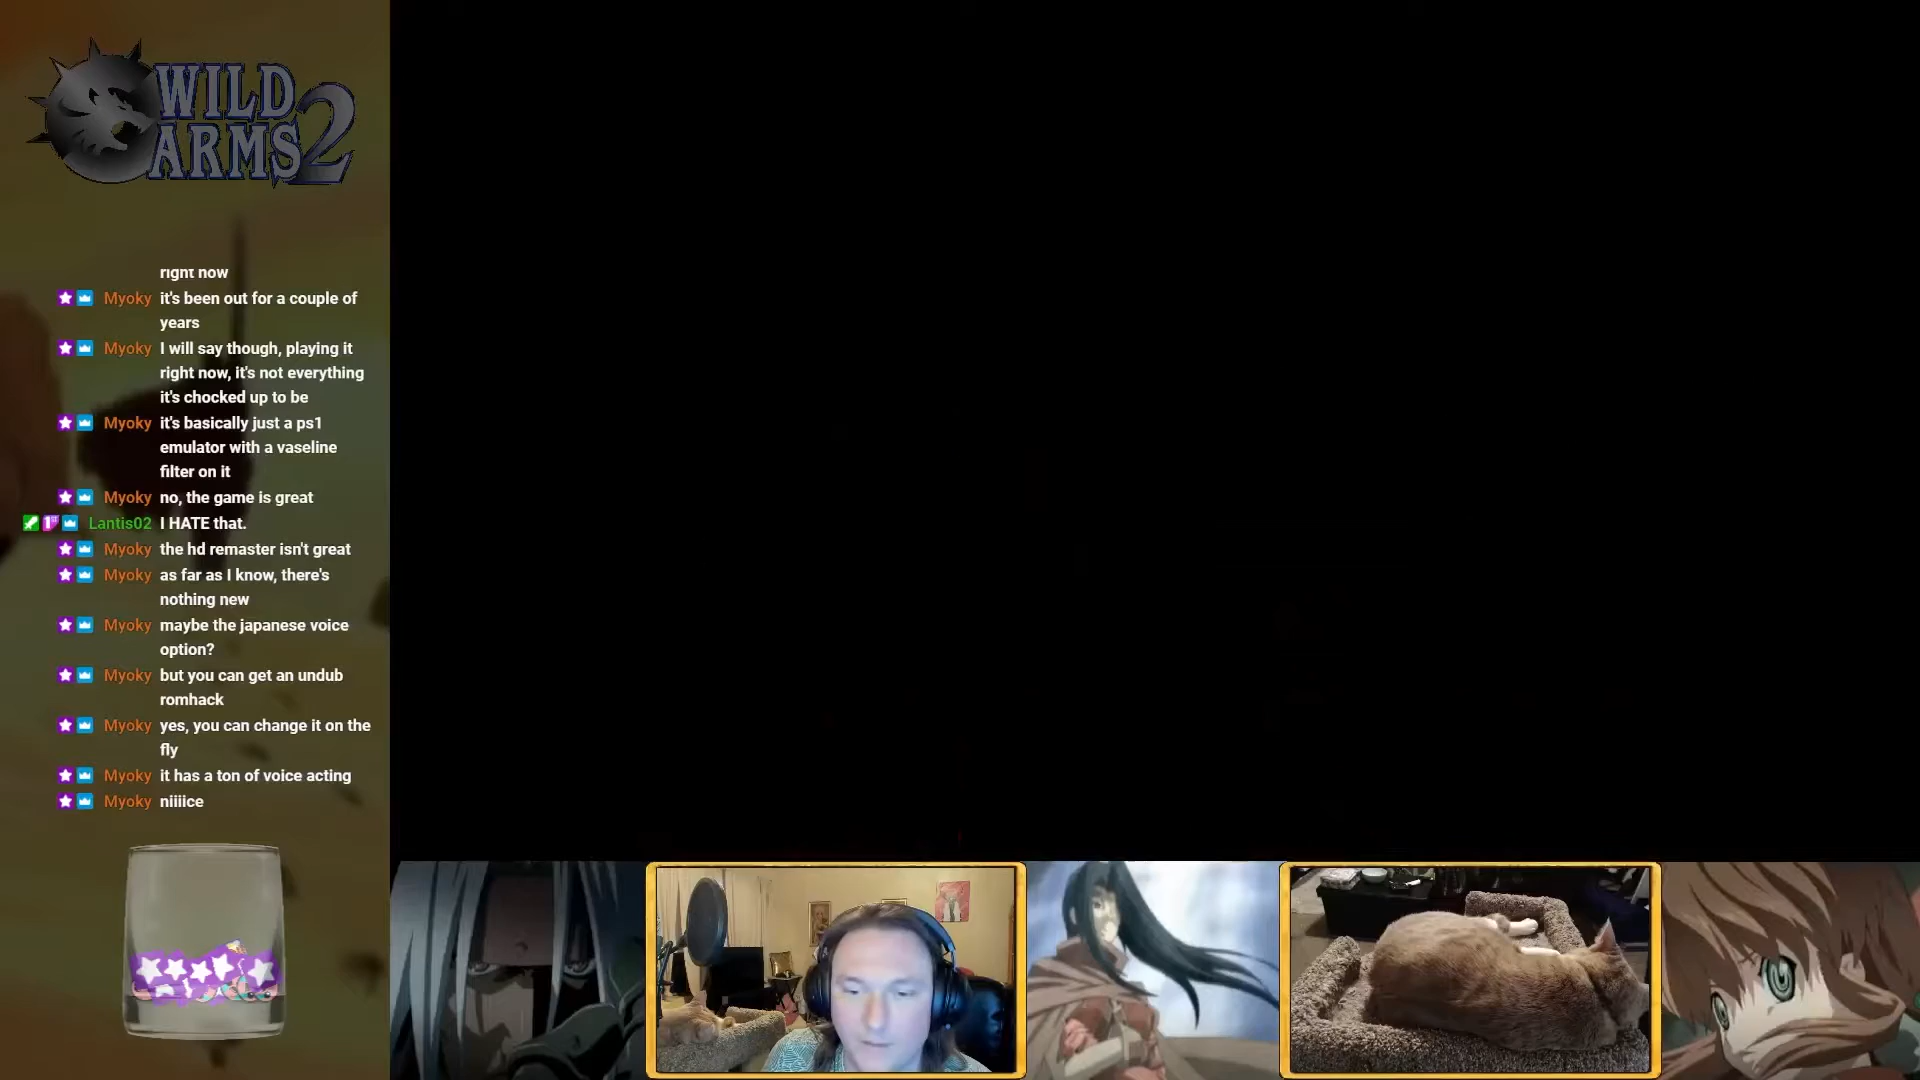 WILD
ARMS 2
right now
Myoky it's been out for a couple of
years
Myoky I will say though, playing it
right now, it's not everything
it's chocked up to be
Myoky it's basically just a ps1
emulator with a vaseline
filter on it
Myoky no, the game is great
Lantis02 I HATE that.
Myoky the hd remaster isn't great
Myoky as far as I know, there's
nothing new
Myoky maybe the japanese voice
option?
Myoky but you can get an undub
romhack
Myoky yes, you can change it on the
fly
Myoky it has a ton of voice acting
Myoky niiiice